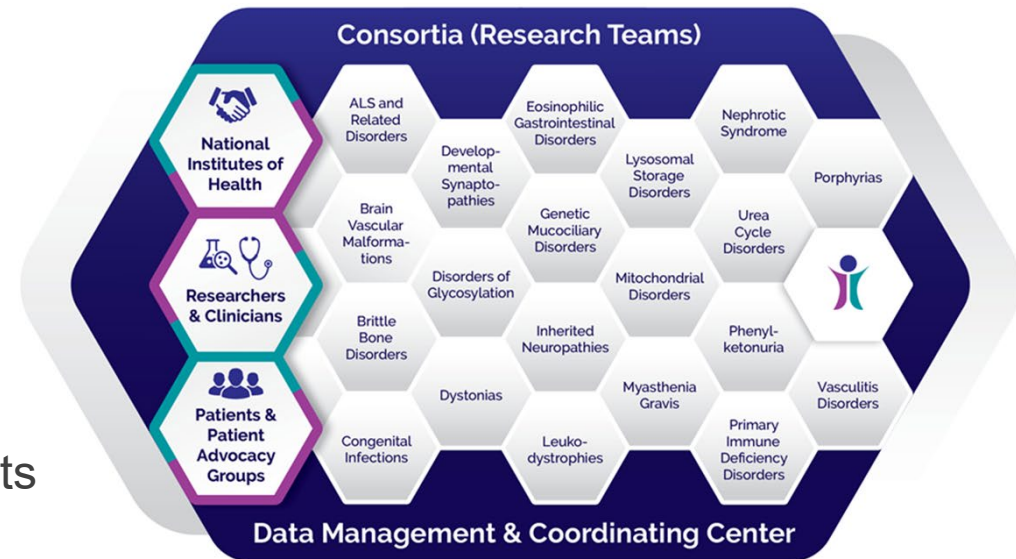 Consortia (Research Teams)
National
Institutes of
Health
Researchers
& Clinicians
Patients &
Patient
Advocacy
Groups
ALS and
Related
Disorders
Brain
Vascular
Malforma-
tions
Brittle
Bone
Disorders
Congenital
Infections
Develop-
mental
Synapto-
pathies
Disorders of
Glycosylation
Dystonias
Eosinophilic
Gastrointestinal
Disorders
Genetic
Mucociliary
Disorders
Inherited
Neuropathies
Leuko-
dystrophies
Lysosomal
Storage
Disorders
Mitochondrial
Disorders
Myasthenia
Gravis
Nephrotic
Syndrome
Urea
Cycle
Disorders
Phenyl-
ketonuria
Primary
Immune
Deficiency
Disorders
Porphyrias
Vasculitis
Disorders
ts
Data Management & Coordinating Center